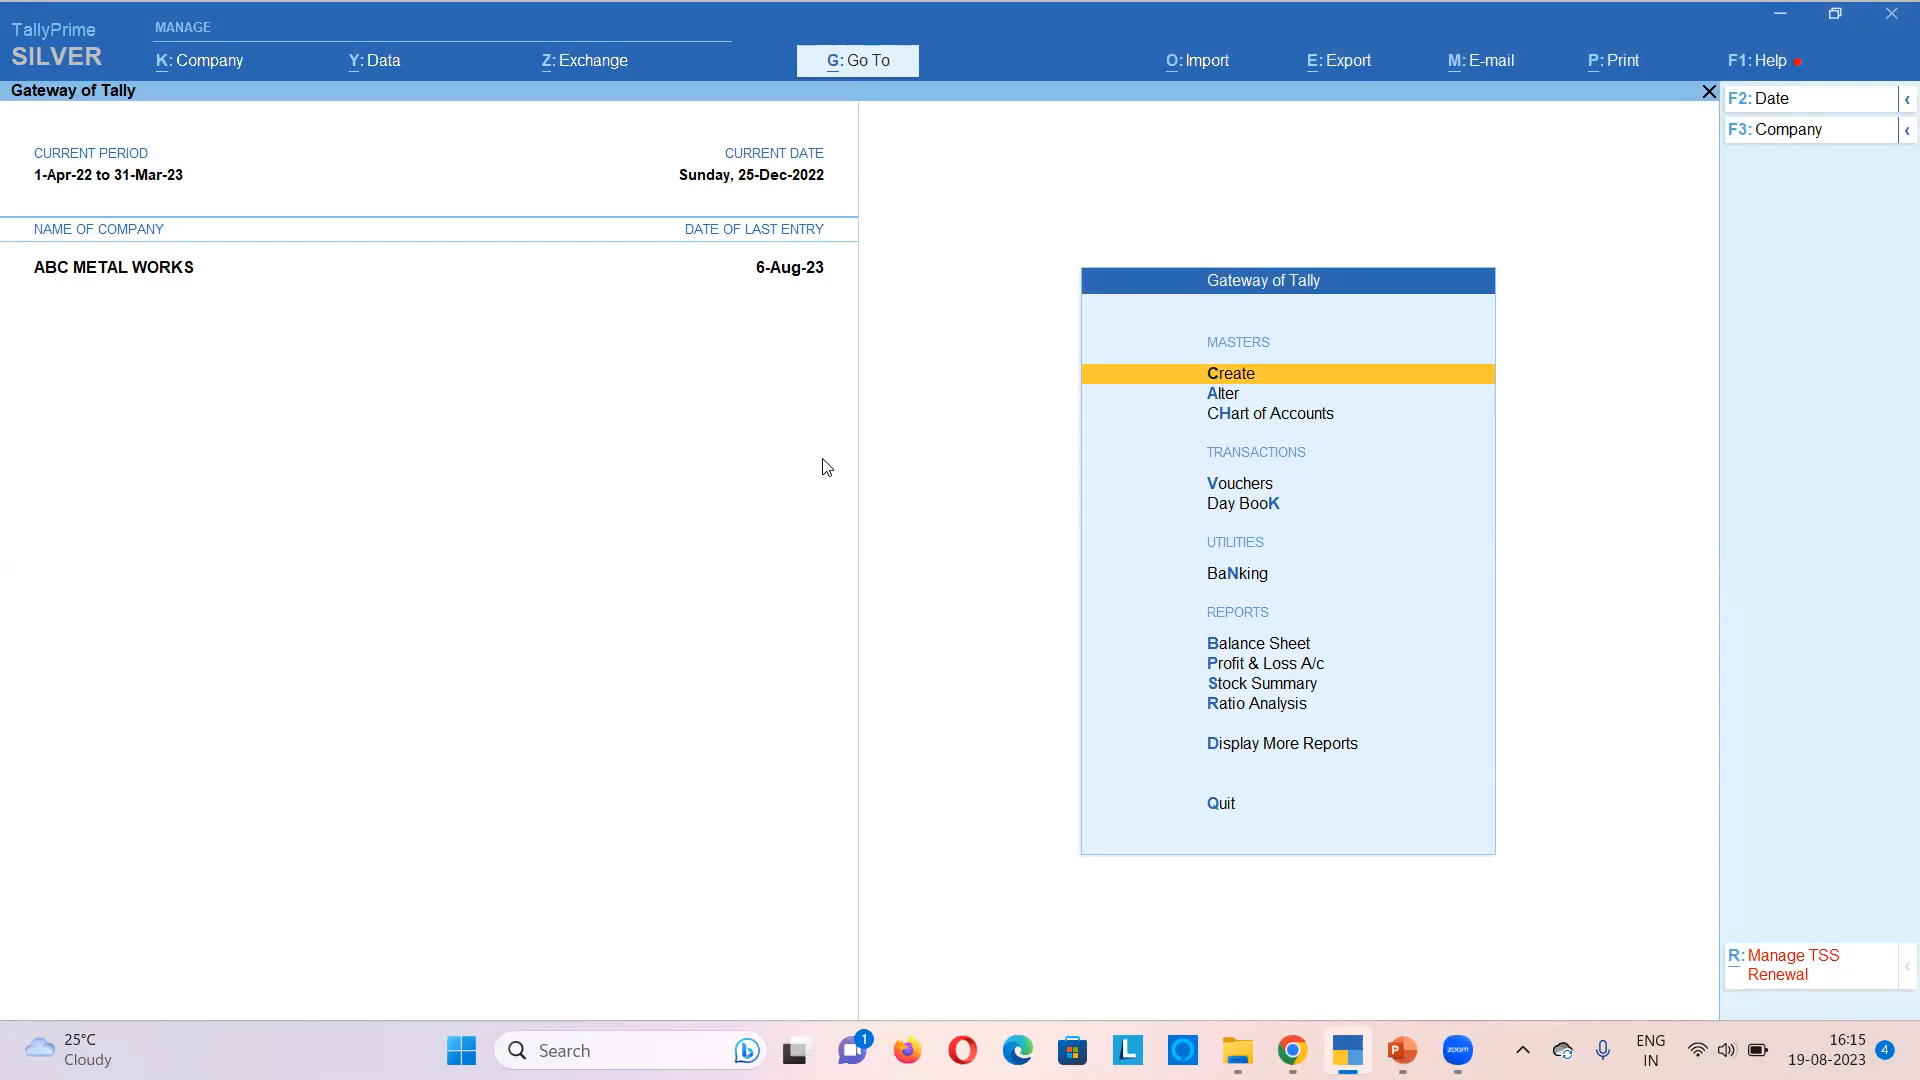 TallyPrime
SILVER
MANAGE
K: Company
Y: Data
Z: Exchange
G: Go To
O: Import
E: Export
M: E-mail
P: Print
F1: Help
Gateway of Tally
F2: Date
F3: Company
CURRENT PERIOD
CURRENT DATE
1-Apr-22 to 31-Mar-23
Sunday, 25-Dec-2022
NAME OF COMPANY
DATE OF LAST ENTRY
ABC METAL WORKS
6-Aug-23
Gateway of Tally
MASTERS
Create
Alter
CHart of Accounts
TRANSACTIONS
Vouchers
Day BooK
UTILITIES
BaNking
REPORTS
Balance Sheet
Profit & Loss A/c
Stock Summary
Ratio Analysis
Display More Reports
Quit
R: Manage TSS
Renewal
25°C
Cloudy
Search
1
zoom
ENG
IN
16:15
19-08-2023
4